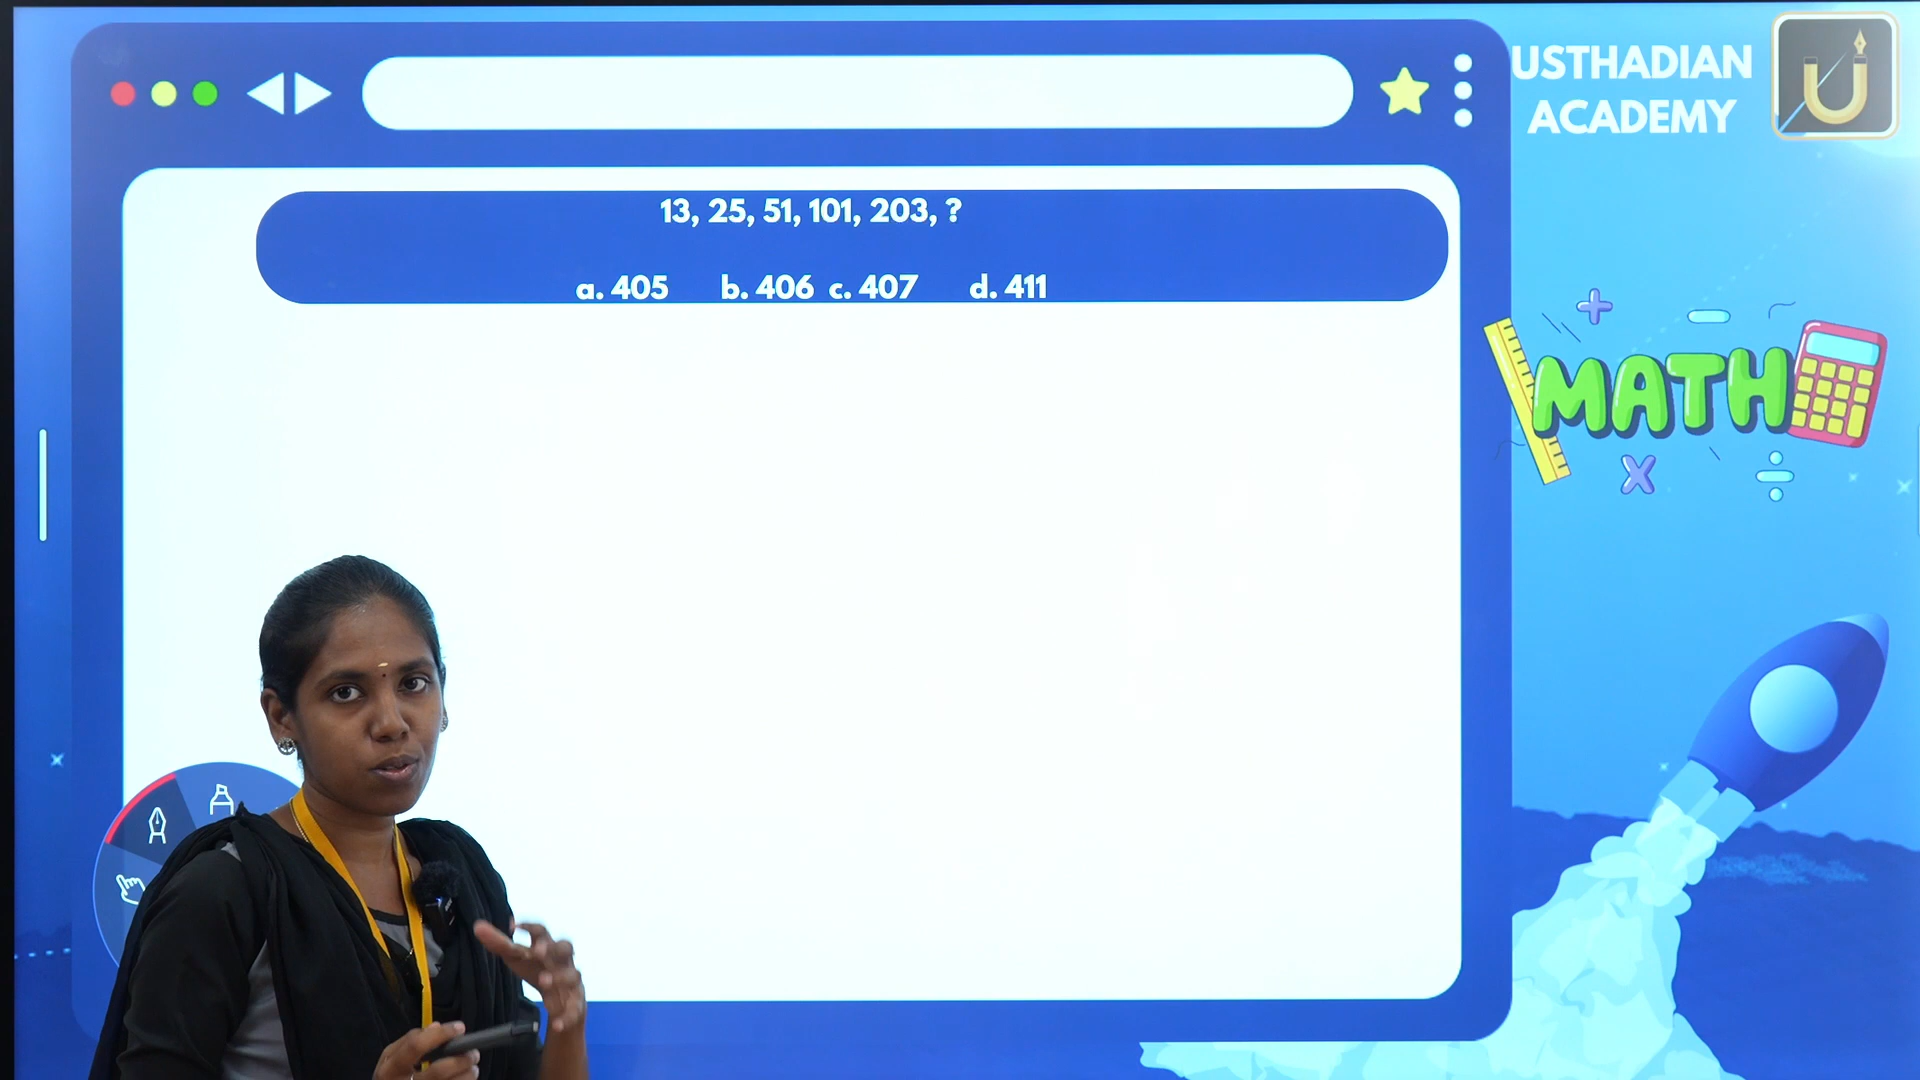 USTHADIAN
ACADEMY
13, 25, 51, 101, 203, ?
a. 405 b. 406 c. 407 d. 411
MATH